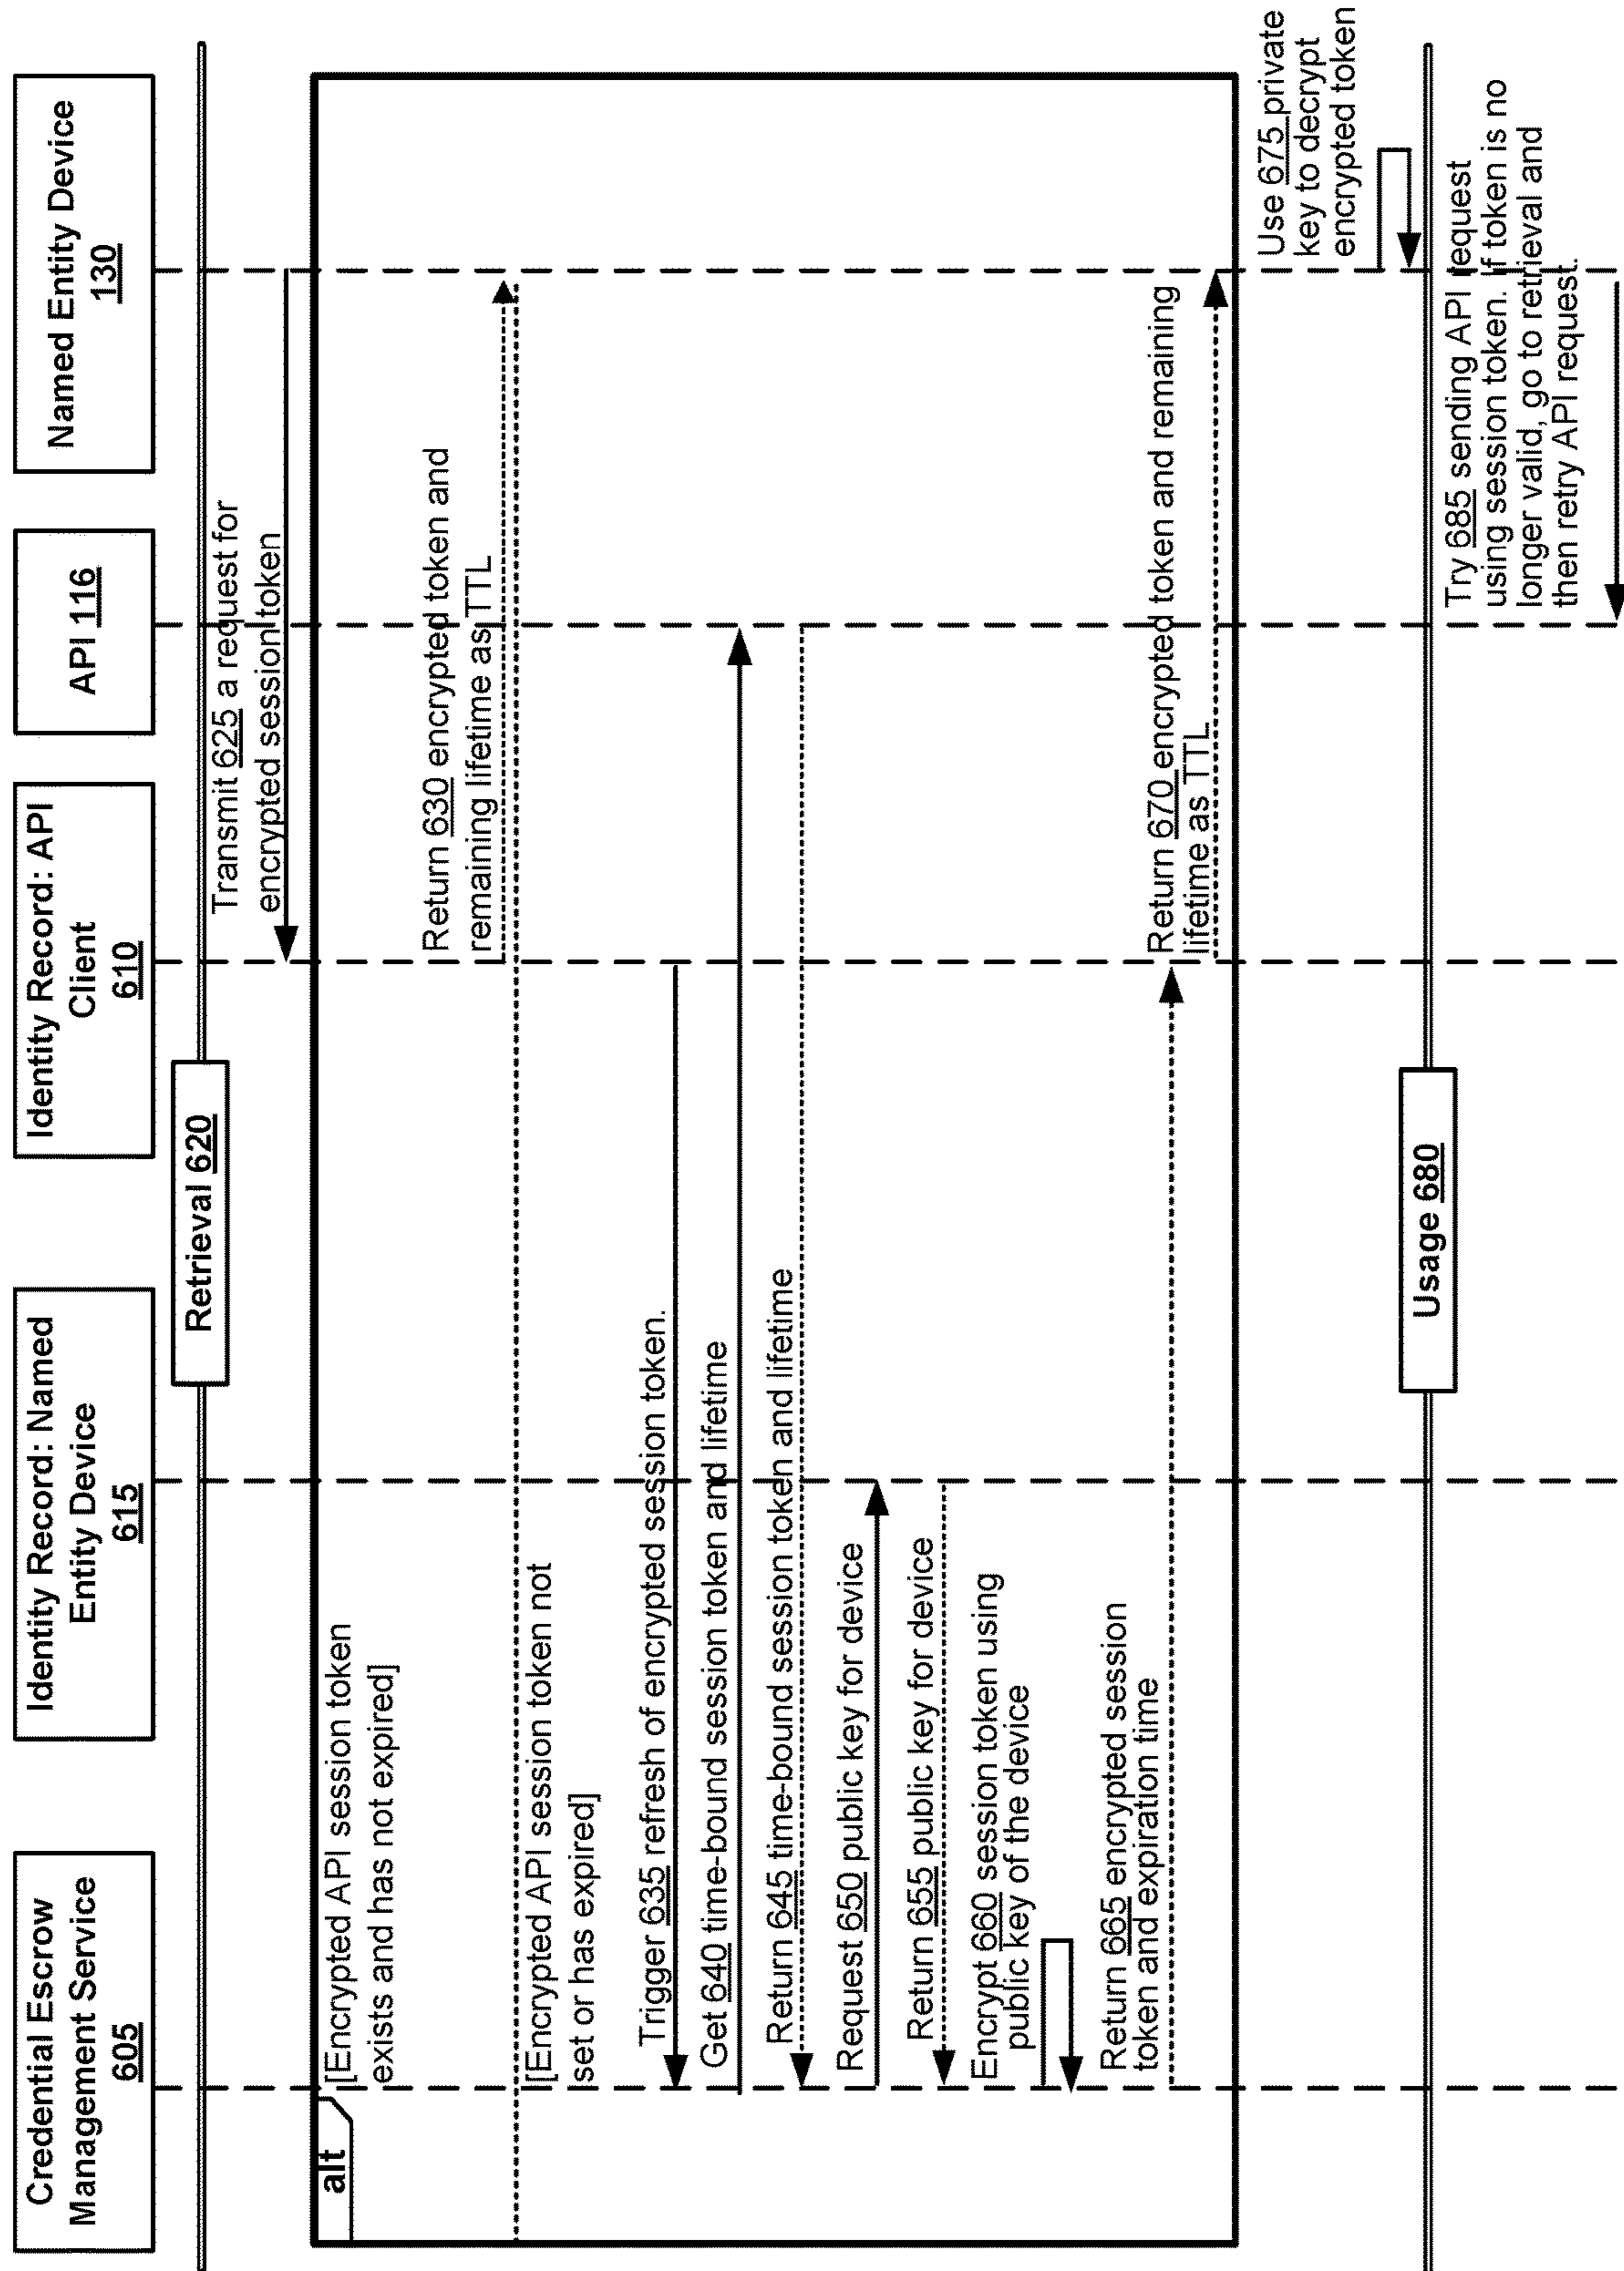 Credential Escrow
Management Service
605
Identity Record: Named
Entity Device
615
Identity Record: API
Client
610
API 116
Named Entity Device
130
Retrieval 620
Transmit 625 a request for
encrypted session token
alt
[Encrypted API session token
exists and has not expired]
Return 630 encrypted token and
remaining lifetime as TTL
[Encrypted API session token not
set or has expired]
Trigger 635 refresh of encrypted session token.
Get 640 time-bound session token and lifetime
Return 645 time-bound session token and lifetime
Request 650 public key for device
Return 655 public key for device
Encrypt 660 session token using
public key of the device
Return 665 encrypted session
token and expiration time
Return 670 encrypted token and remaining
lifetime as TTL
Use 675 private
key to decrypt
encrypted token
Usage 680
Try 685 sending API request
using session token. If token is no
longer valid, go to retrieval and
then retry API request.